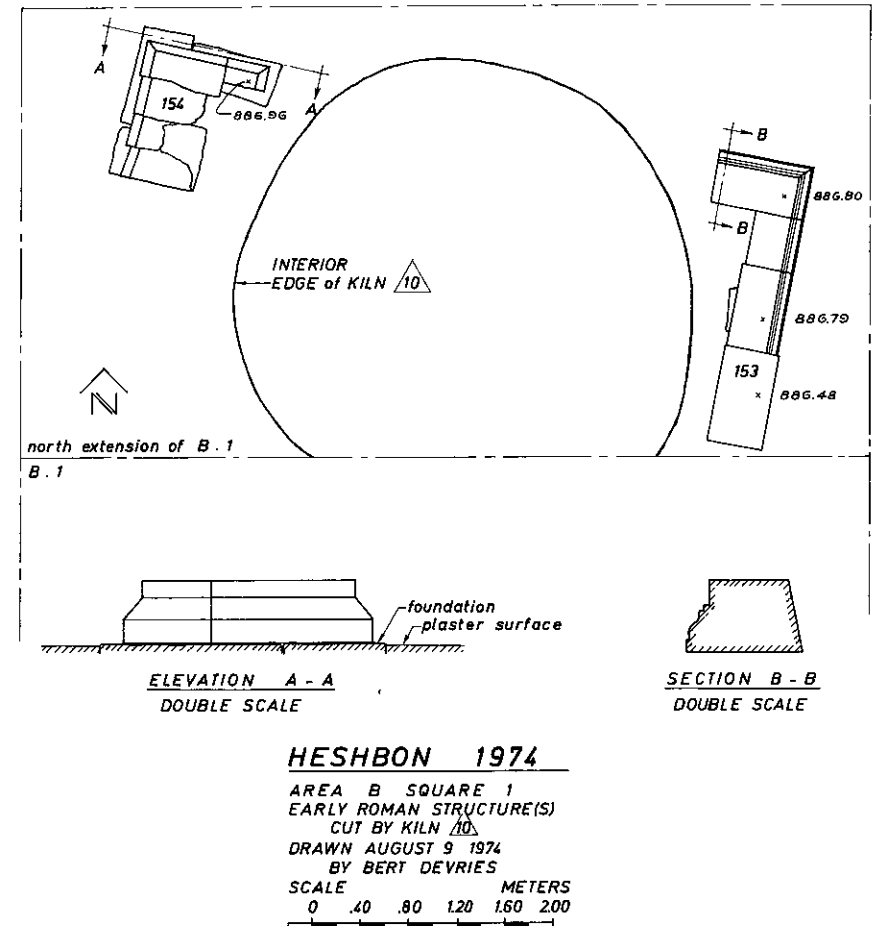 A
A
154
886.96
B
B
886.80
INTERIOR
EDGE of KILN 10
886.79
153
886.48
N
north extension of B.1
B.1
foundation
plaster surface
ELEVATION A-A
DOUBLE SCALE
SECTION B-B
DOUBLE SCALE
HESHBON 1974
AREA B SQUARE 1
EARLY ROMAN STRUCTURE(S)
CUT BY KILN 10
DRAWN AUGUST 9 1974
BY BERT DEVRIES
SCALE METERS
0 .40 .80 1.20 1.60 2.00